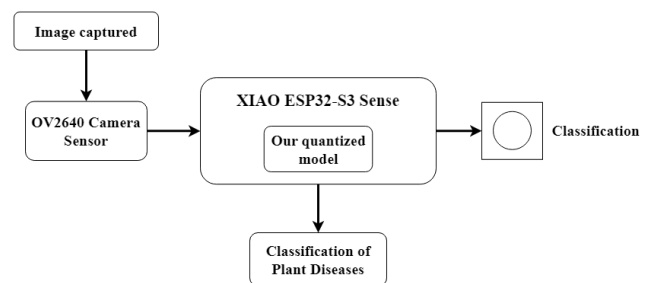 Image captured
OV2640 Camera
Sensor
XIAO ESP32-S3 Sense
Our quantized
model
Classification
Classification of
Plant Diseases